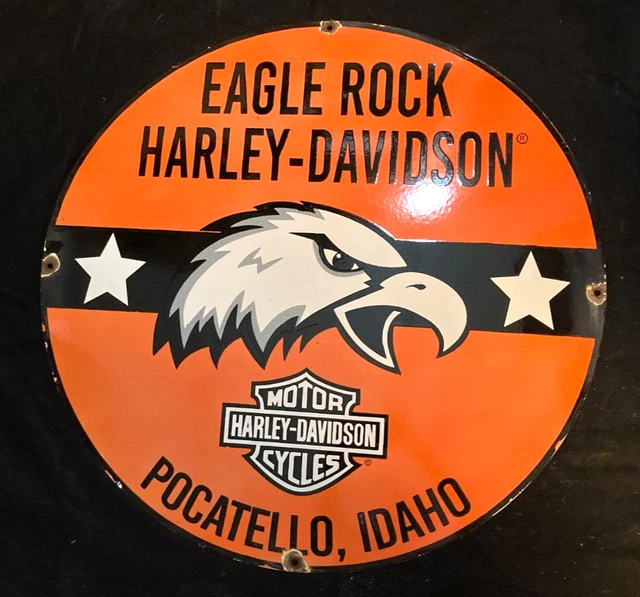 EAGLE ROCK
HARLEY-DAVIDSON®
MOTOR
HARLEY-DAVIDSON
CYCLES®
POCATELLO, IDAHO